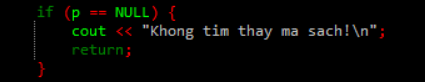 if (p == NULL) {
    cout << "Khong tim thay ma sach!\n";
    return;
}